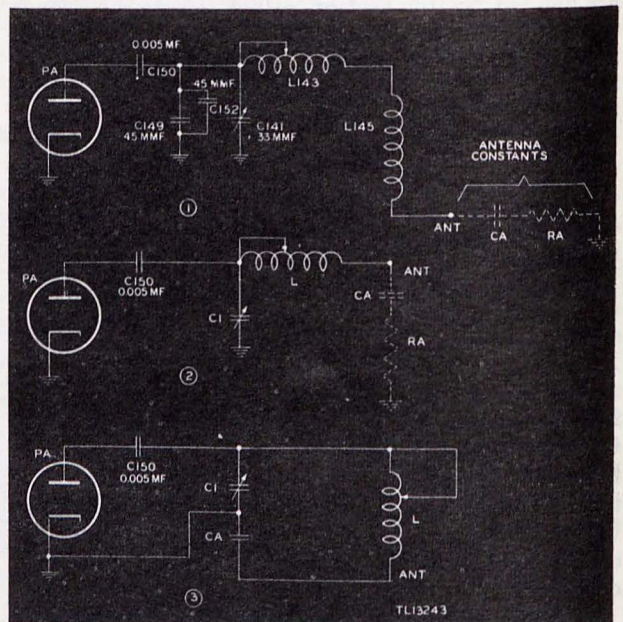 0.005 MF
PA
C150
L143
45 MMF
C152
C149
45 MMF
C141
33 MMF
L145
ANTENNA
CONSTANTS
ANT
CA
RA
1
PA
C150
0.005 MF
L
ANT
CA
C1
RA
2
PA
C150
0.005 MF
C1
L
CA
ANT
3
TL13243